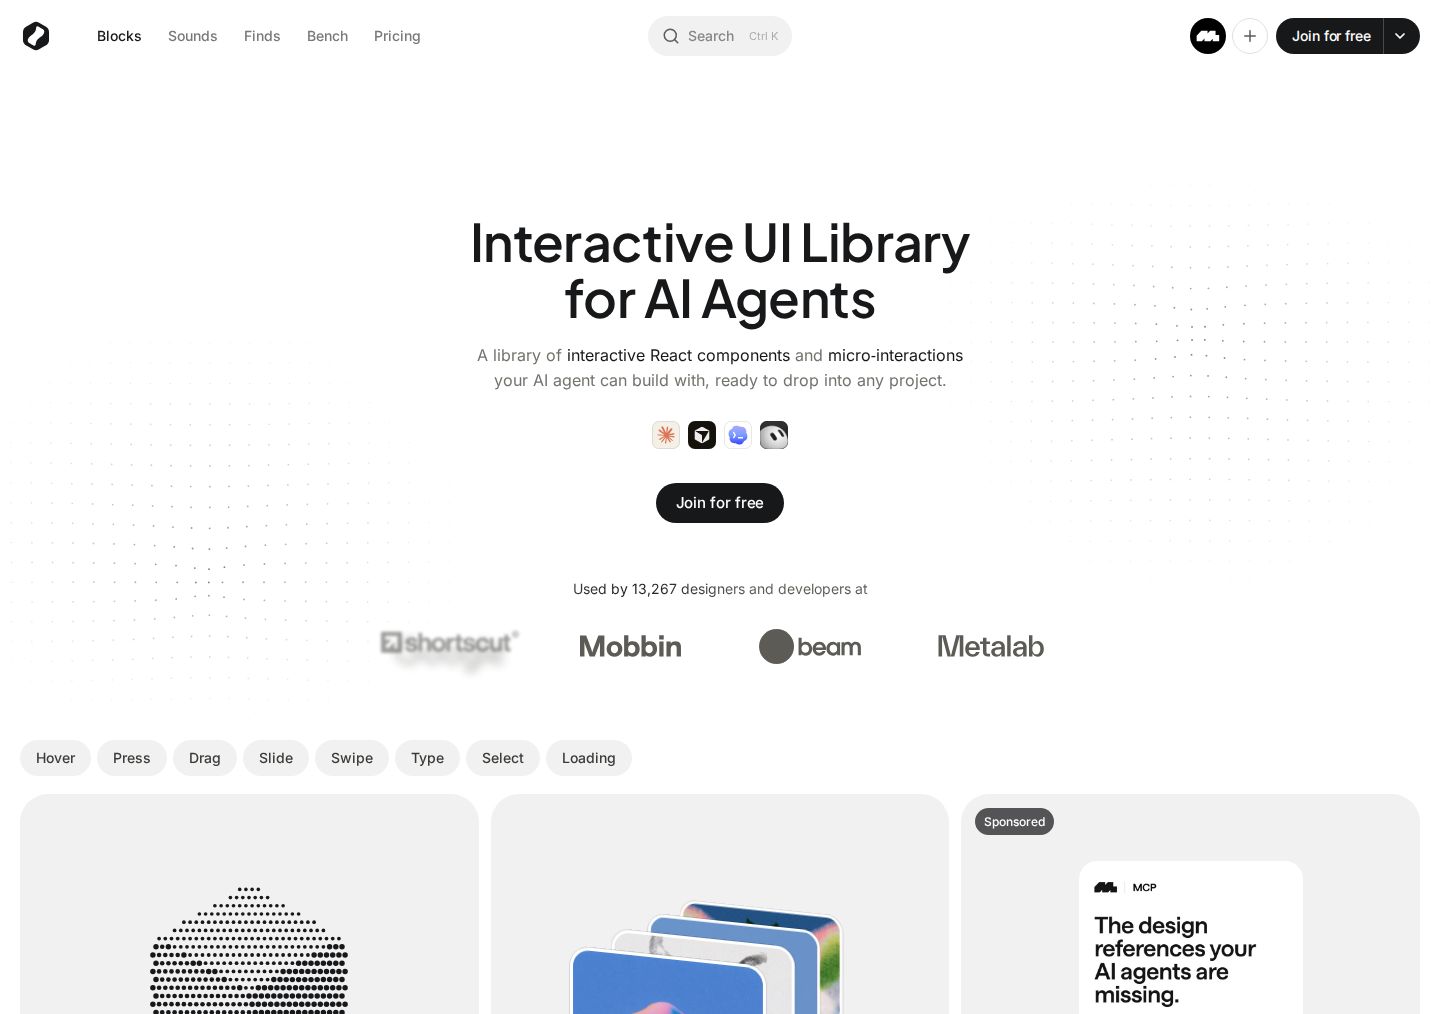 Blocks
Sounds
Finds
Bench
Pricing
Search
Ctrl K
Join for free
Interactive UI Library
for AI Agents
A library of interactive React components and micro-interactions
your AI agent can build with, ready to drop into any project.
Join for free
Used by 13,267 designers and developers at
shortscut®
Mobbin
beam
Metalab
Hover
Press
Drag
Slide
Swipe
Type
Select
Loading
Sponsored
MCP
The design
references your
AI agents are
missing.